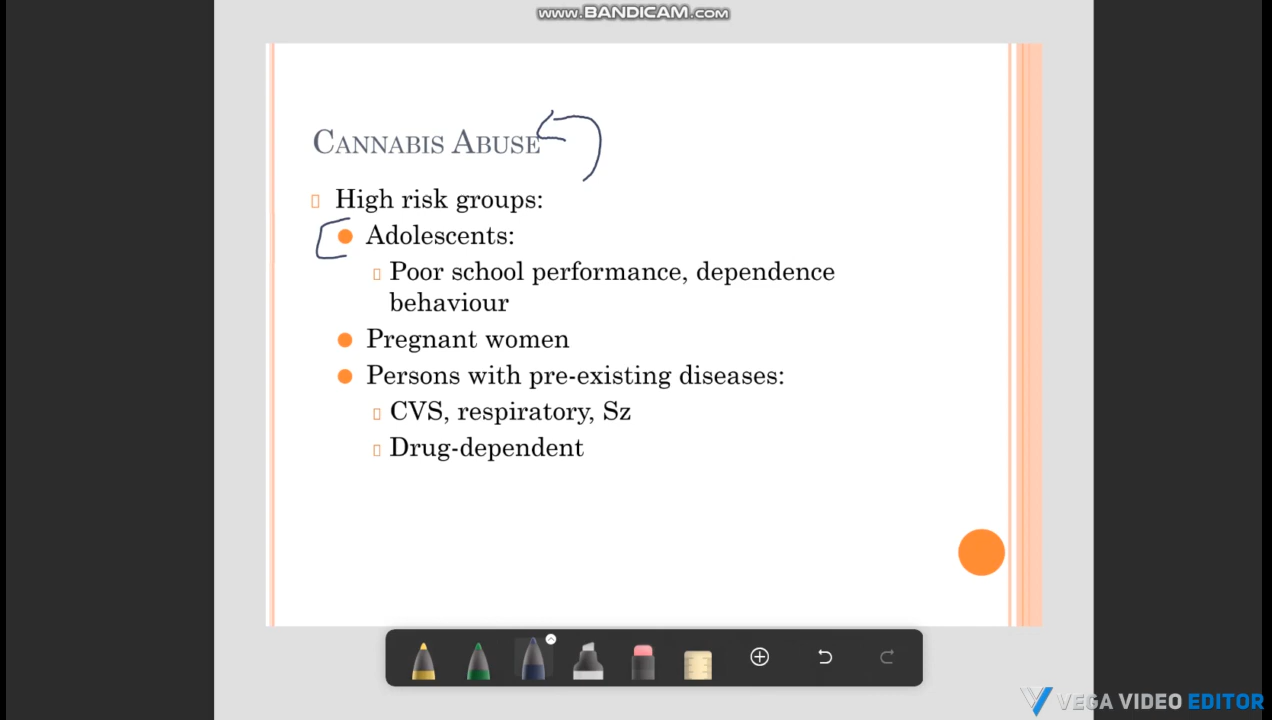 www.BANDICAM.com
CANNABIS ABUSE
High risk groups:
Adolescents:
Poor school performance, dependence
behaviour
Pregnant women
Persons with pre-existing diseases:
CVS, respiratory, Sz
Drug-dependent
VEGA VIDEO EDITOR